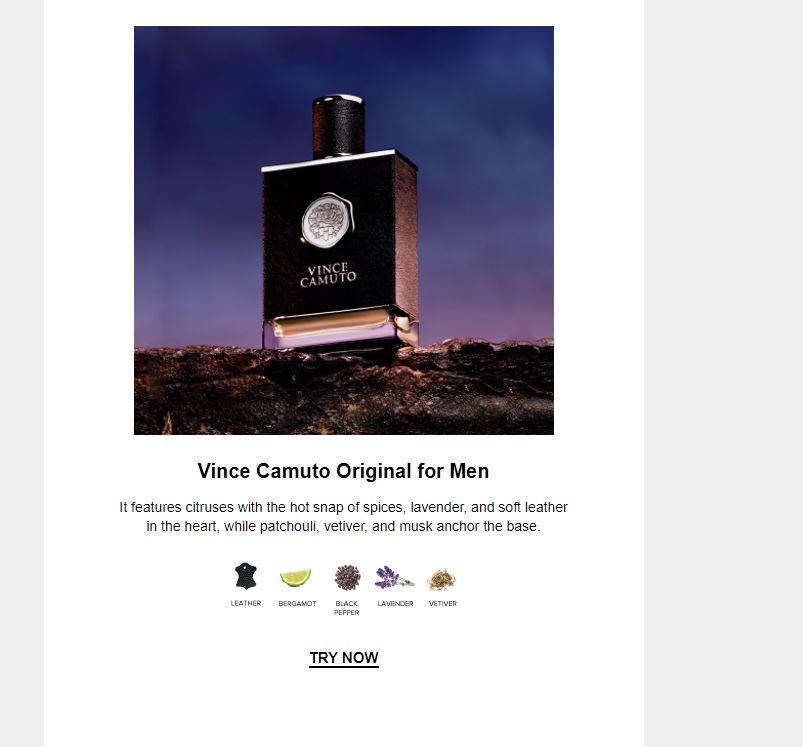 VINCE
CAMUTO
Vince Camuto Original for Men
It features citruses with the hot snap of spices, lavender, and soft leather
in the heart, while patchouli, vetiver, and musk anchor the base.
LEATHER BERGAMOT BLACK PEPPER LAVENDER VETIVER
TRY NOW